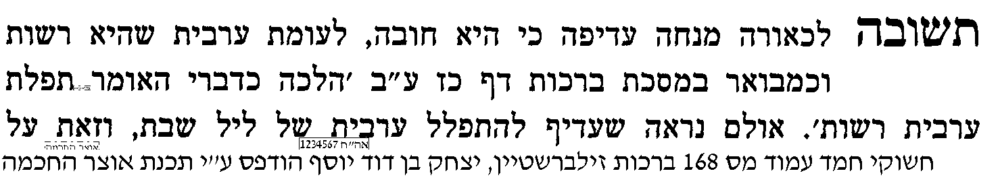 תשובה לכאורה מנחה עדיפה כי היא חובה, לעומת ערבית שהיא רשות
וכמבואר במסכת ברכות דף כז ע״ב ׳הלכה כדברי האומר תפלת
ערבית רשות׳. אולם נראה שעדיף להתפלל ערבית של ליל שבת, וזאת על
אוצר החכמה
אה״ח 1234567
חשוקי חמד עמוד מס 168 ברכות זילברשטיין, יצחק בן דוד יוסף הודפס ע״י תכנת אוצר החכמה